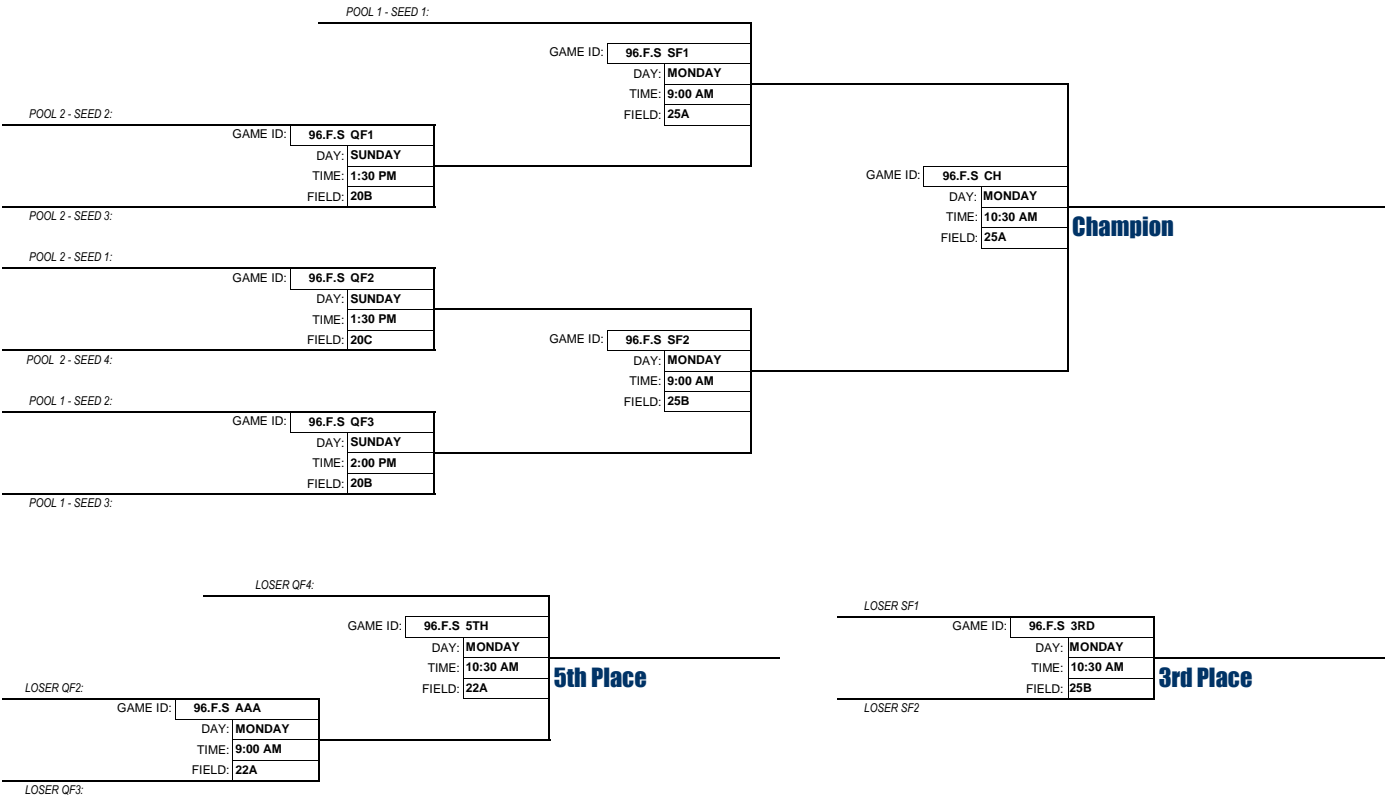 POOL 1 - SEED 1:
GAME ID: 96.F.S SF1
DAY: MONDAY
TIME: 9:00 AM
FIELD: 25A
POOL 2 - SEED 2:
GAME ID: 96.F.S QF1
DAY: SUNDAY
TIME: 1:30 PM
FIELD: 20B
POOL 2 - SEED 3:
GAME ID: 96.F.S CH
DAY: MONDAY
TIME: 10:30 AM
FIELD: 25A
Champion
POOL 2 - SEED 1:
GAME ID: 96.F.S QF2
DAY: SUNDAY
TIME: 1:30 PM
FIELD: 20C
POOL 2 - SEED 4:
GAME ID: 96.F.S SF2
DAY: MONDAY
TIME: 9:00 AM
FIELD: 25B
POOL 1 - SEED 2:
GAME ID: 96.F.S QF3
DAY: SUNDAY
TIME: 2:00 PM
FIELD: 20B
POOL 1 - SEED 3:
LOSER QF4:
GAME ID: 96.F.S 5TH
DAY: MONDAY
TIME: 10:30 AM
FIELD: 22A
5th Place
LOSER QF2:
GAME ID: 96.F.S AAA
DAY: MONDAY
TIME: 9:00 AM
FIELD: 22A
LOSER QF3:
LOSER SF1
GAME ID: 96.F.S 3RD
DAY: MONDAY
TIME: 10:30 AM
FIELD: 25B
3rd Place
LOSER SF2